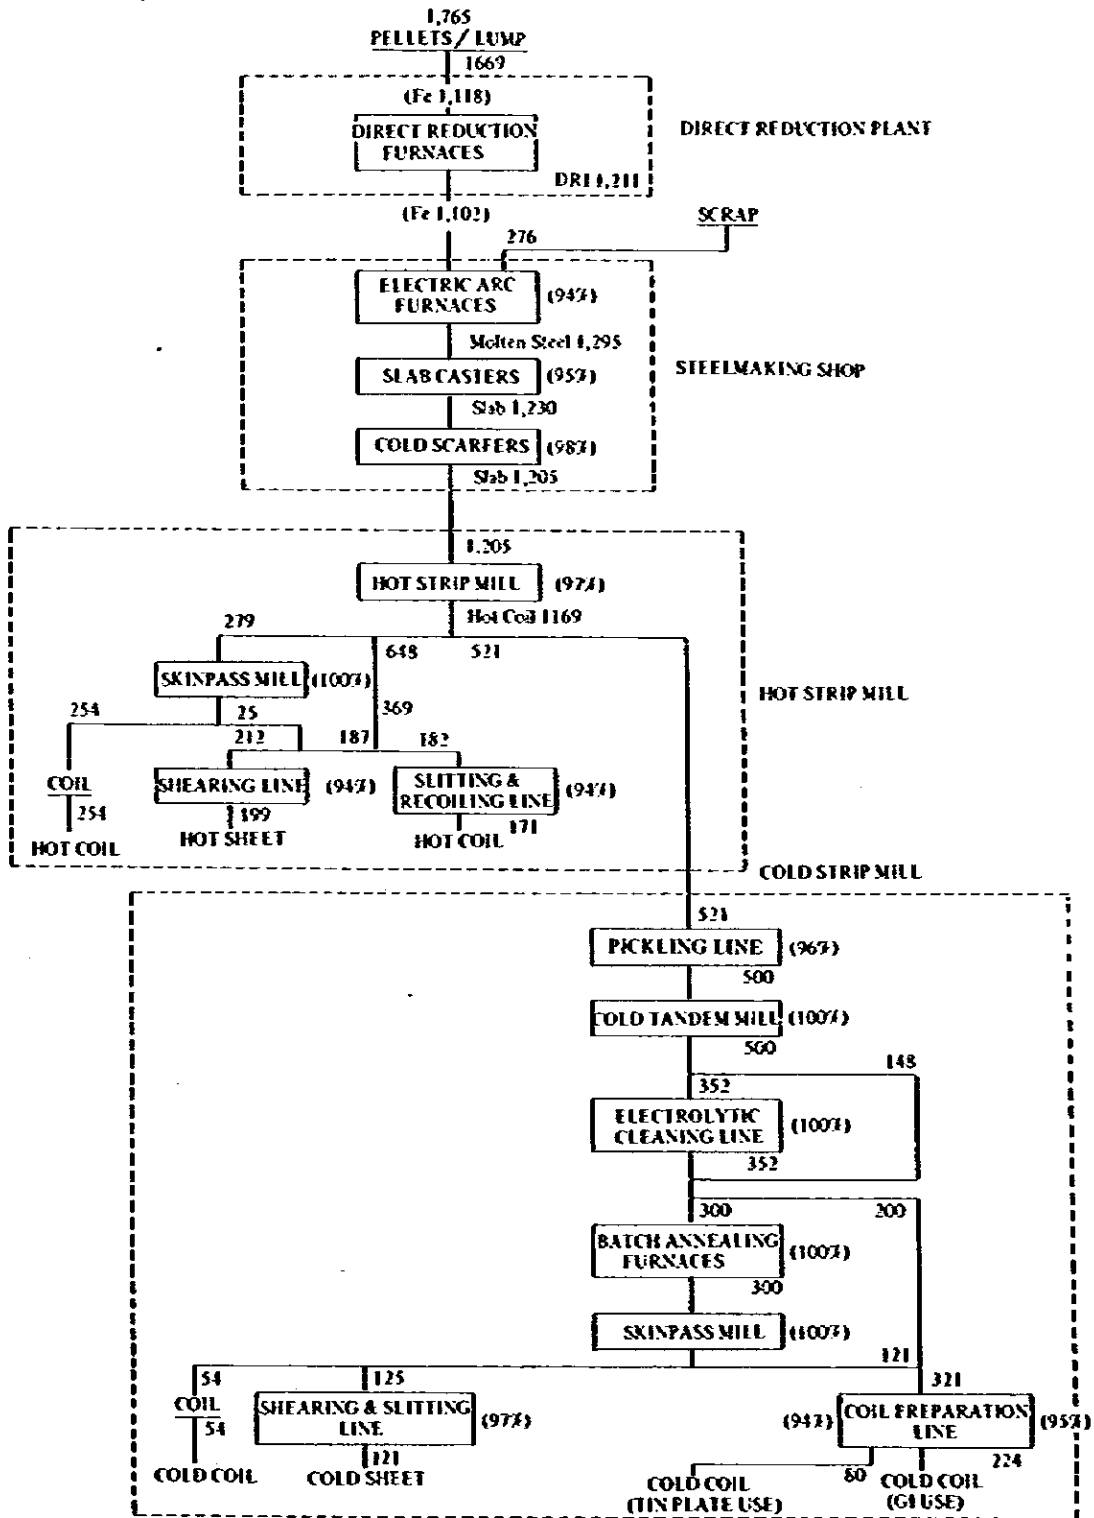 1,765
PELLETS / LUMP
1669
(Fe 1,118)
DIRECT REDUCTION
FURNACES
DIRECT REDUCTION PLANT
DRI 1,211
(Fe 1,102)
SCRAP
276
ELECTRIC ARC
FURNACES
(94%)
Molten Steel 1,295
SLAB CASTERS
(95%)
STEELMAKING SHOP
Slab 1,230
COLD SCARFERS
(98%)
Slab 1,205
1,205
HOT STRIP MILL
(97%)
Hot Coil 1169
279
648
521
SKINPASS MILL
(100%)
HOT STRIP MILL
254
25
369
212
187
182
COIL
SHEARING LINE
(94%)
SLITTING &
RECOILING LINE
(94%)
254
199
171
HOT COIL
HOT SHEET
HOT COIL
COLD STRIP MILL
521
PICKLING LINE
(96%)
500
COLD TANDEM MILL
(100%)
500
148
352
ELECTROLYTIC
CLEANING LINE
(100%)
352
300
200
BATCH ANNEALING
FURNACES
(100%)
300
SKINPASS MILL
(100%)
121
54
125
321
COIL
SHEARING & SLITTING
LINE
(97%)
(94%)
COIL PREPARATION
LINE
(95%)
54
121
80
224
COLD COIL
COLD SHEET
COLD COIL
(TIN PLATE USE)
COLD COIL
(GI USE)